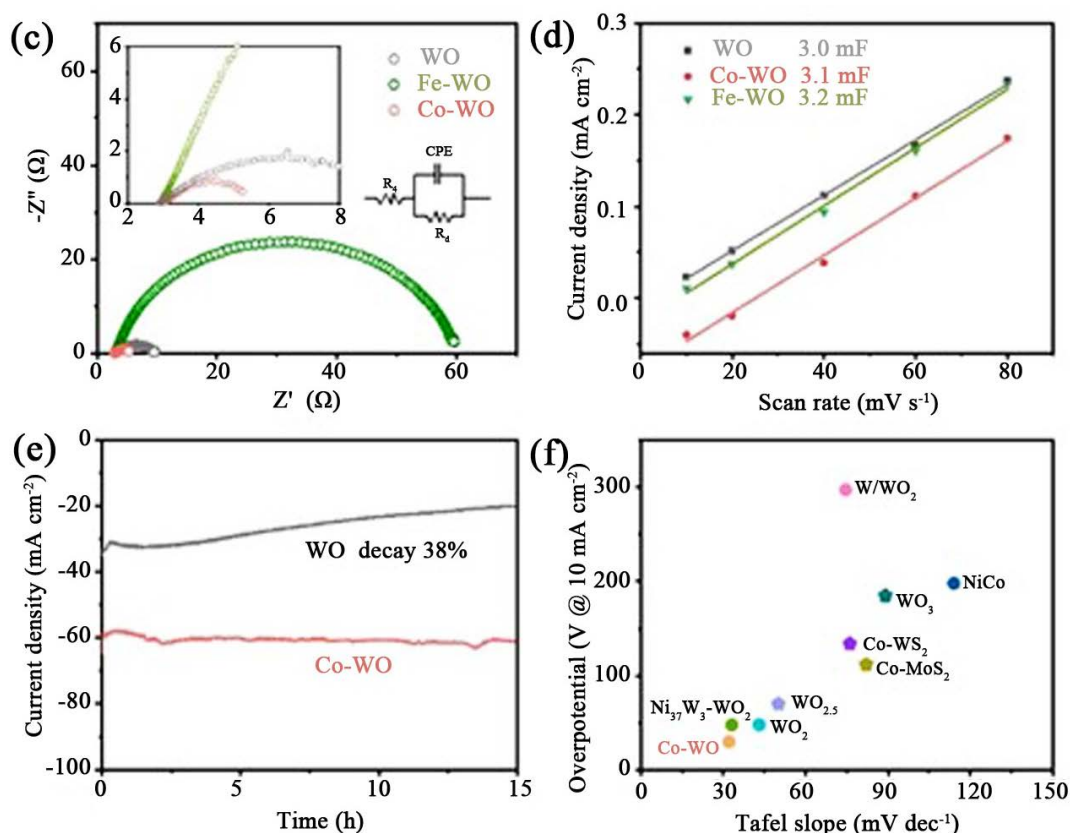 (c)
WO
Fe-WO
Co-WO
6
4
2
0
2 4 6 8
CPE
R₄
R_d
60
40
20
0
-Z" (Ω)
0 20 40 60
Z' (Ω)
(d)
WO 3.0 mF
Co-WO 3.1 mF
Fe-WO 3.2 mF
0.3
0.2
0.1
0.0
Current density (mA cm⁻²)
20 40 60 80
Scan rate (mV s⁻¹)
(e)
0
-20
-40
-60
-80
-100
Current density (mA cm⁻²)
WO decay 38%
Co-WO
0 5 10 15
Time (h)
(f)
300
200
100
0
Overpotential (V @ 10 mA cm⁻²)
W/WO₂
NiCo
WO₃
Co-WS₂
Co-MoS₂
WO₂.₅
Ni₃₇W₃-WO₂
WO₂
Co-WO
0 30 60 90 120 150
Tafel slope (mV dec⁻¹)